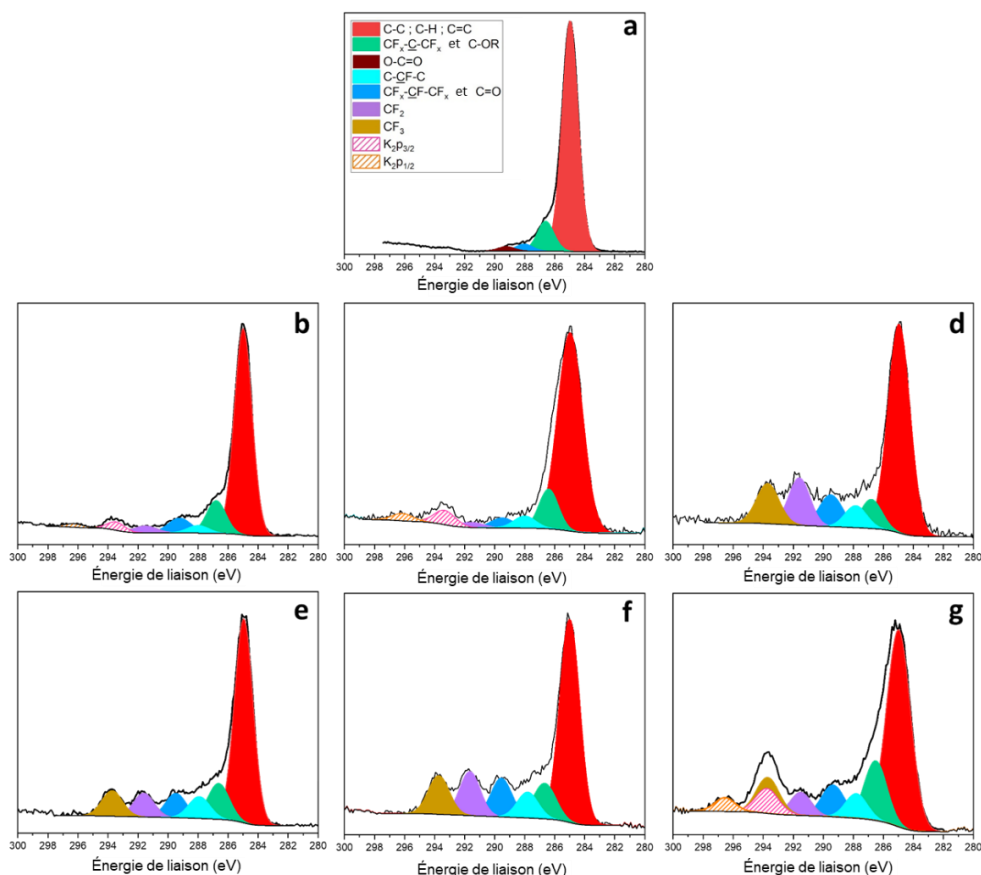 a
C-C ; C-H ; C=C
CFₓ-C̲-CFₓ et C-OR
O-C=O
C-C̲F-C
CFₓ-C̲F-CFₓ et C=O
CF₂
CF₃
K₂p₃/₂
K₂p₁/₂
300 298 296 294 292 290 288 286 284 282 280
Énergie de liaison (eV)
b
d
300 298 296 294 292 290 288 286 284 282 280
300 298 296 294 292 290 288 286 284 282 280
300 298 296 294 292 290 288 286 284 282 280
Énergie de liaison (eV)
Énergie de liaison (eV)
Énergie de liaison (eV)
e
f
g
300 298 296 294 292 290 288 286 284 282 280
300 298 296 294 292 290 288 286 284 282 280
300 298 296 294 292 290 288 286 284 282 280
Énergie de liaison (eV)
Énergie de liaison (eV)
Énergie de liaison (eV)